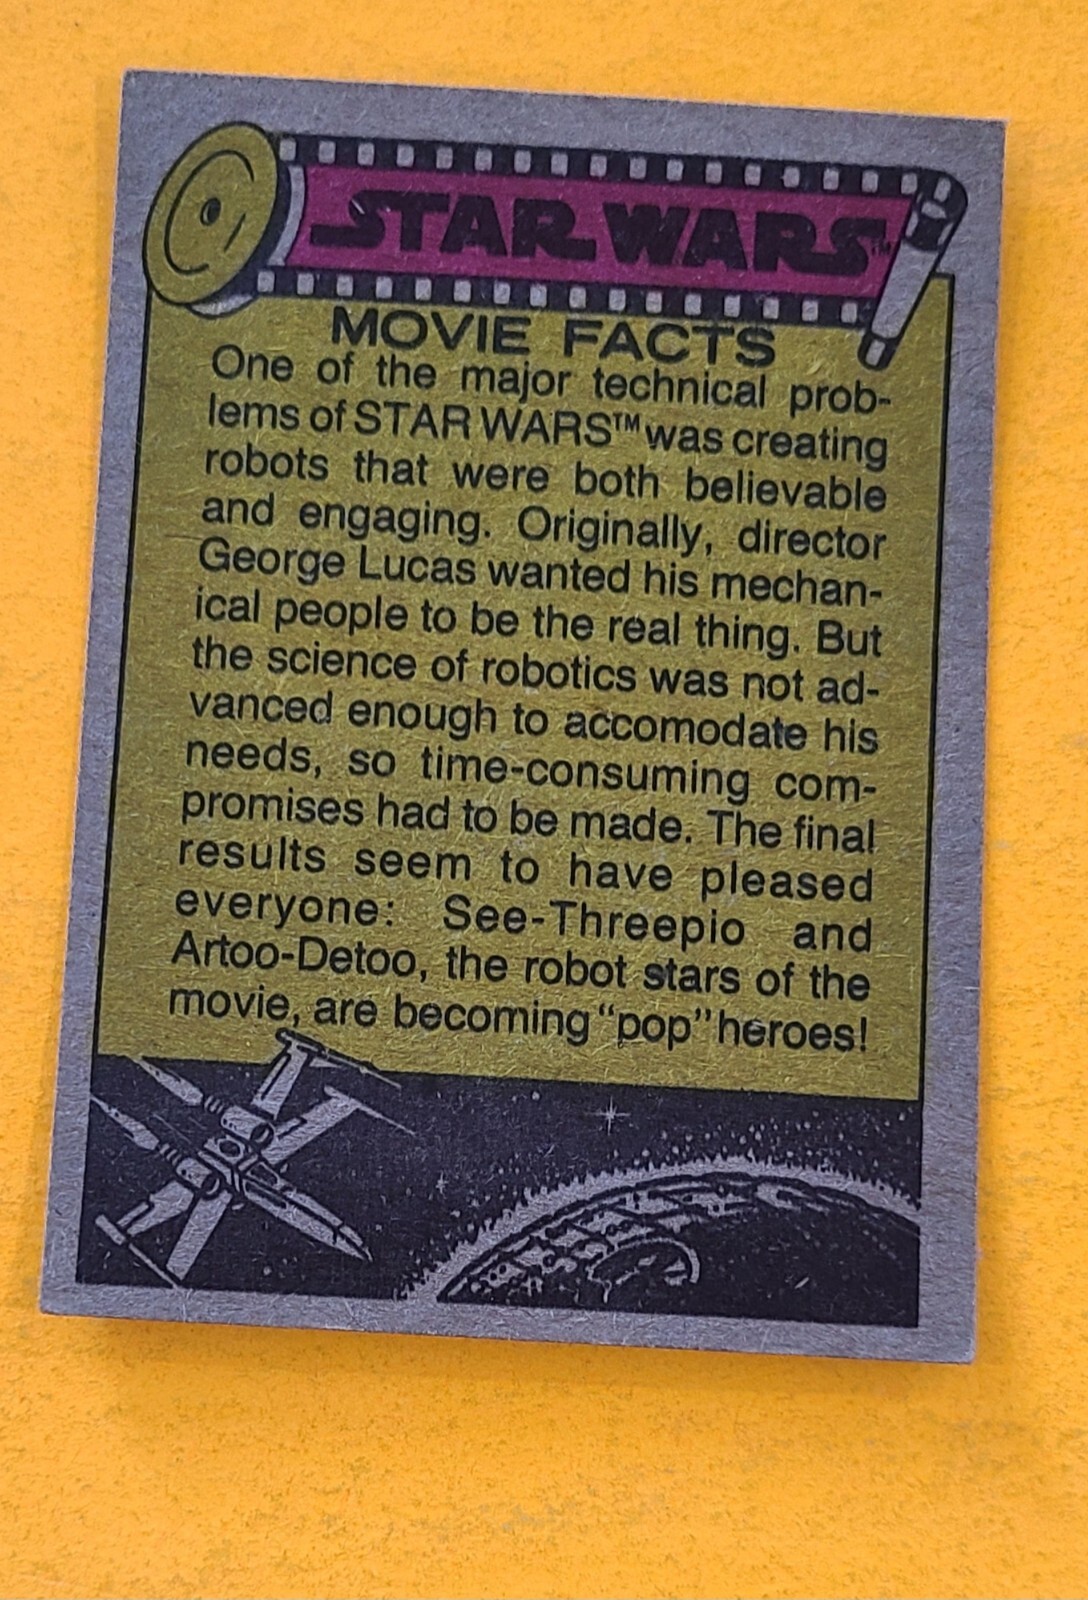 STAR WARS™
MOVIE FACTS
One of the major technical prob-
lems of STAR WARS™ was creating
robots that were both believable
and engaging. Originally, director
George Lucas wanted his mechan-
ical people to be the real thing. But
the science of robotics was not ad-
vanced enough to accomodate his
needs, so time-consuming com-
promises had to be made. The final
results seem to have pleased
everyone: See-Threepio and
Artoo-Detoo, the robot stars of the
movie, are becoming “pop” heroes!